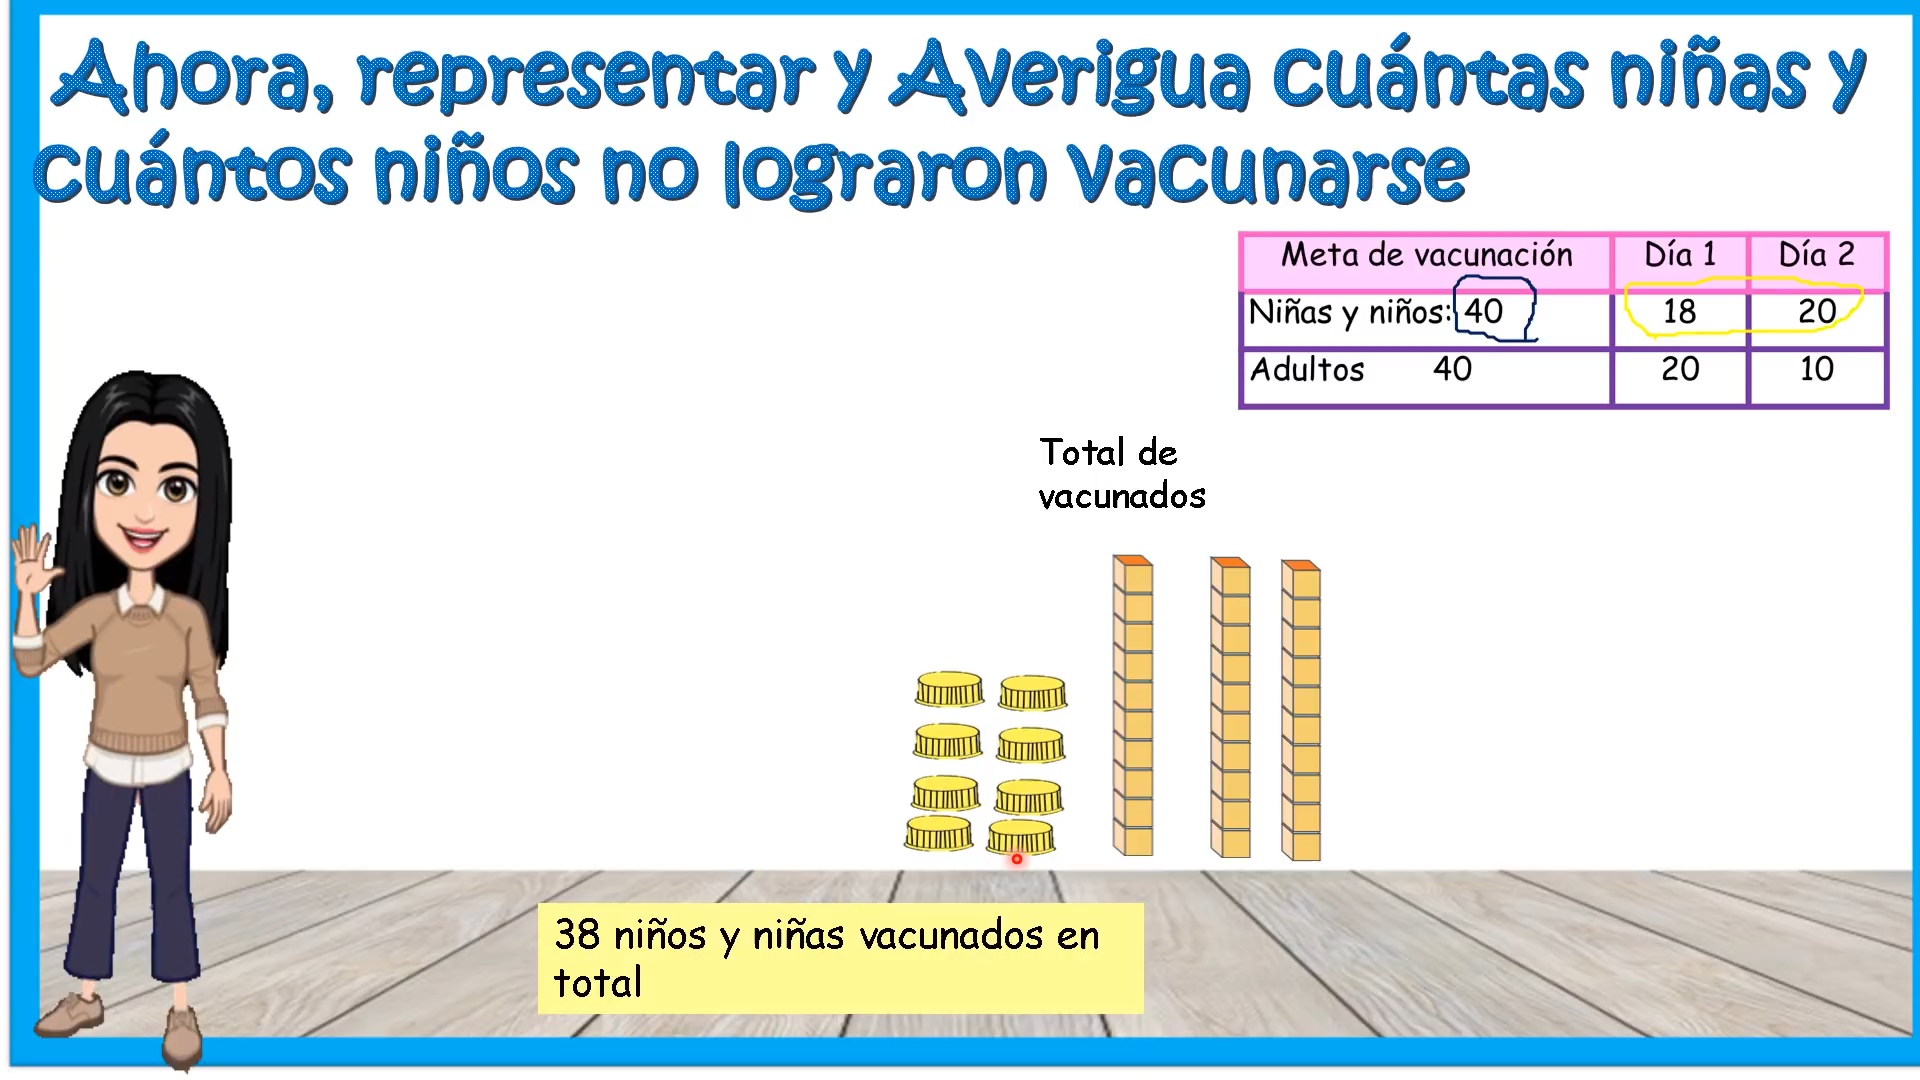 Ahora, representar y Averigua cuántas niñas y
cuántos niños no lograron vacunarse
Meta de vacunación Día 1 Día 2
Niñas y niños: 40 18 20
Adultos 40 20 10
Total de
vacunados
38 niños y niñas vacunados en
total